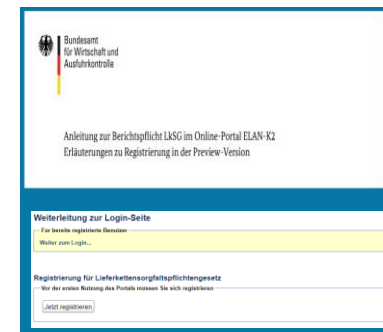 Bundesamt
für Wirtschaft und
Ausfuhrkontrolle
Anleitung zur Berichtspflicht LkSG im Online-Portal ELAN-K2
Erläuterungen zu Registrierung in der Preview-Version
Weiterleitung zur Login-Seite
Für bereits registrierte Benutzer
Weiter zum Login...
Registrierung für Lieferkettensorgfaltspflichtengesetz
Vor der ersten Nutzung des Portals müssen Sie sich registrieren
Jetzt registrieren